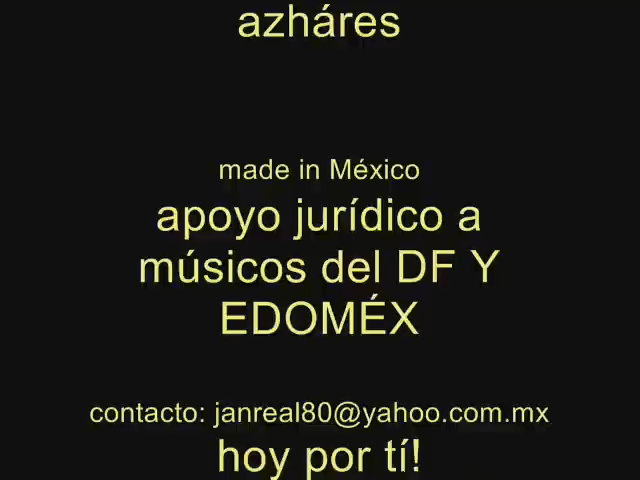 azháres
made in México
apoyo jurídico a
músicos del DF Y
EDOMÉX
contacto: janreal80@yahoo.com.mx
hoy por tí!